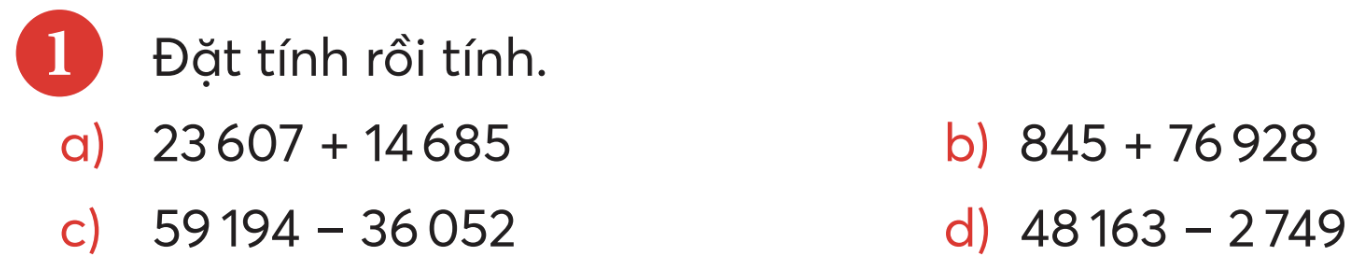 1 Đặt tính rồi tính.
a) 23 607 + 14 685 b) 845 + 76 928
c) 59 194 – 36 052 d) 48 163 – 2 749